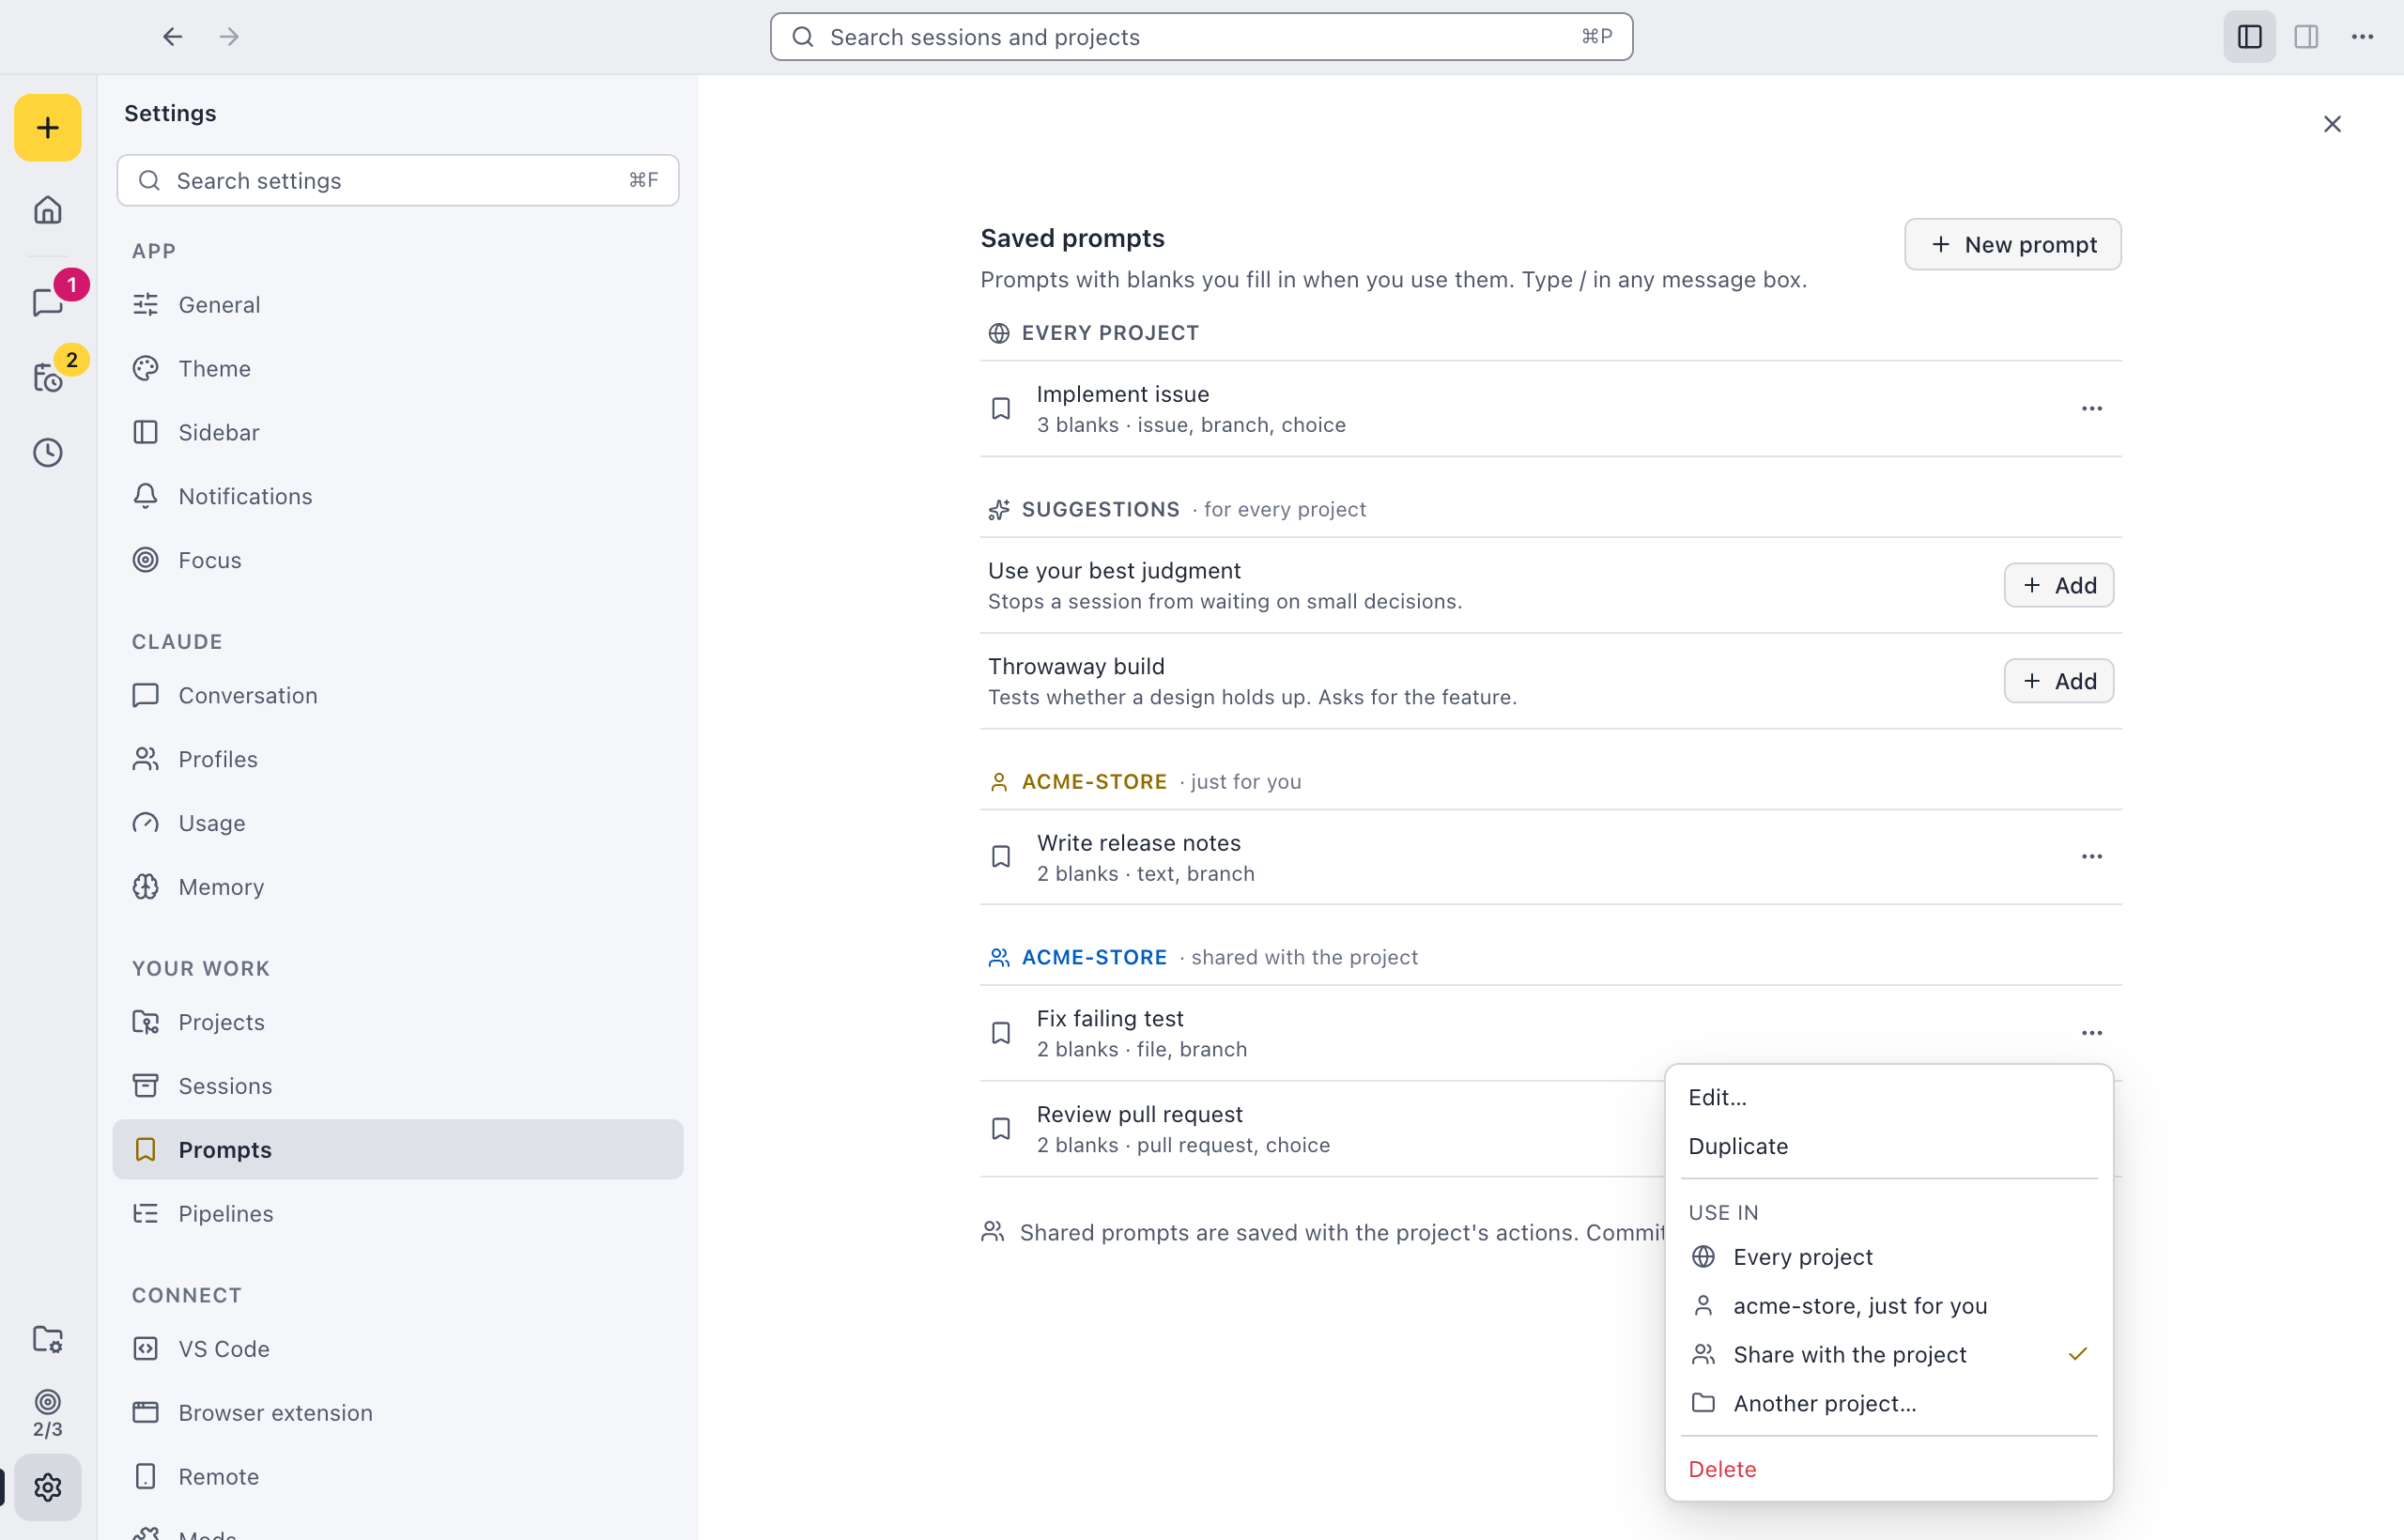 Search sessions and projects ⌘P
Settings
Search settings ⌘F
APP
General
Theme
Sidebar
Notifications
Focus
CLAUDE
Conversation
Profiles
Usage
Memory
YOUR WORK
Projects
Sessions
Prompts
Pipelines
CONNECT
VS Code
Browser extension
Remote
Mods
1
2
2/3
Saved prompts
New prompt
Prompts with blanks you fill in when you use them. Type / in any message box.
EVERY PROJECT
Implement issue
3 blanks · issue, branch, choice
SUGGESTIONS · for every project
Use your best judgment
Stops a session from waiting on small decisions.
Add
Throwaway build
Tests whether a design holds up. Asks for the feature.
Add
ACME-STORE · just for you
Write release notes
2 blanks · text, branch
ACME-STORE · shared with the project
Fix failing test
2 blanks · file, branch
Review pull request
2 blanks · pull request, choice
Shared prompts are saved with the project's actions. Commit
Edit...
Duplicate
USE IN
Every project
acme-store, just for you
Share with the project
Another project...
Delete